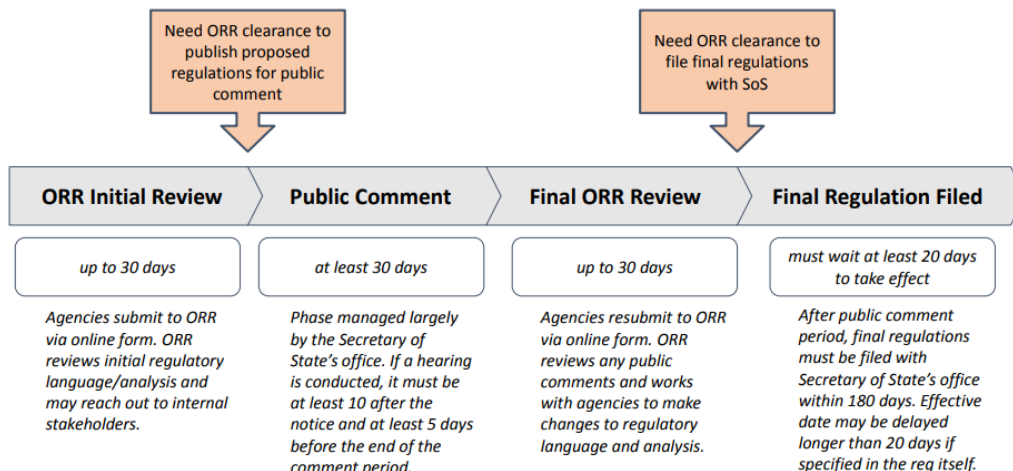 Need ORR clearance to
publish proposed
regulations for public
comment
Need ORR clearance to
file final regulations
with SoS
ORR Initial Review
Public Comment
Final ORR Review
Final Regulation Filed
up to 30 days
at least 30 days
up to 30 days
must wait at least 20 days
to take effect
Agencies submit to ORR
via online form. ORR
reviews initial regulatory
language/analysis and
may reach out to internal
stakeholders.
Phase managed largely
by the Secretary of
State’s office. If a hearing
is conducted, it must be
at least 10 after the
notice and at least 5 days
before the end of the
comment period.
Agencies resubmit to ORR
via online form. ORR
reviews any public
comments and works
with agencies to make
changes to regulatory
language and analysis.
After public comment
period, final regulations
must be filed with
Secretary of State’s office
within 180 days. Effective
date may be delayed
longer than 20 days if
specified in the reg itself.